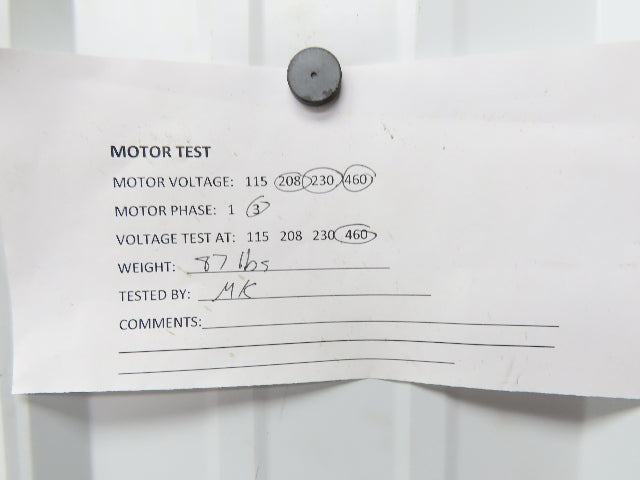 MOTOR TEST
MOTOR VOLTAGE: 115 208 230 460
MOTOR PHASE: 1 3
VOLTAGE TEST AT: 115 208 230 460
WEIGHT: 87 lbs
TESTED BY: MK
COMMENTS: